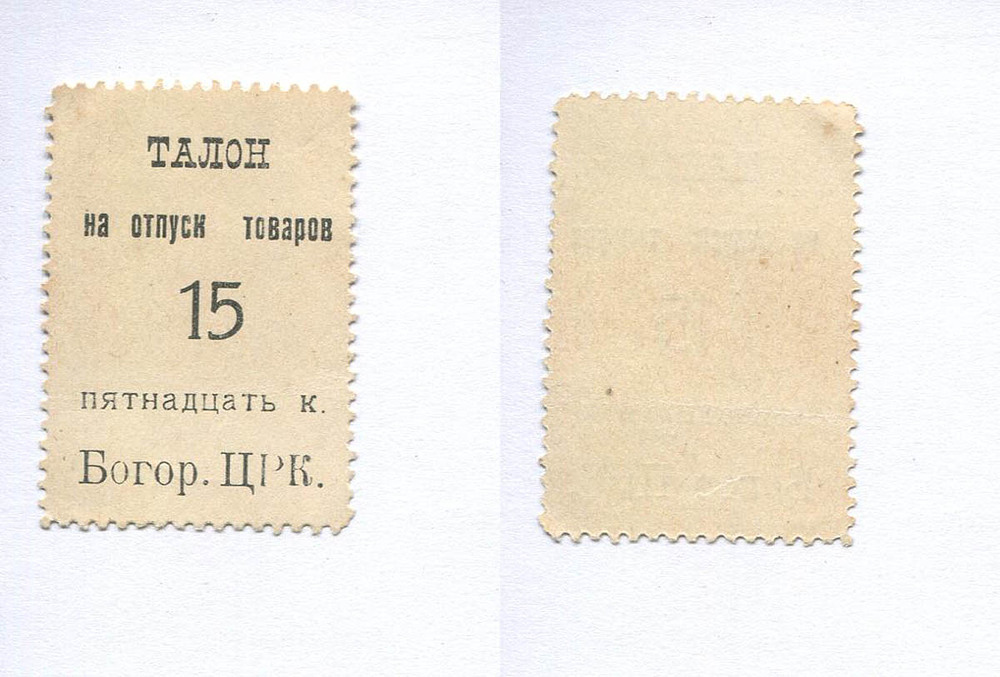 ТАЛОН
на отпуск товаров
15
пятнадцать к.
Богор. ЦРК.